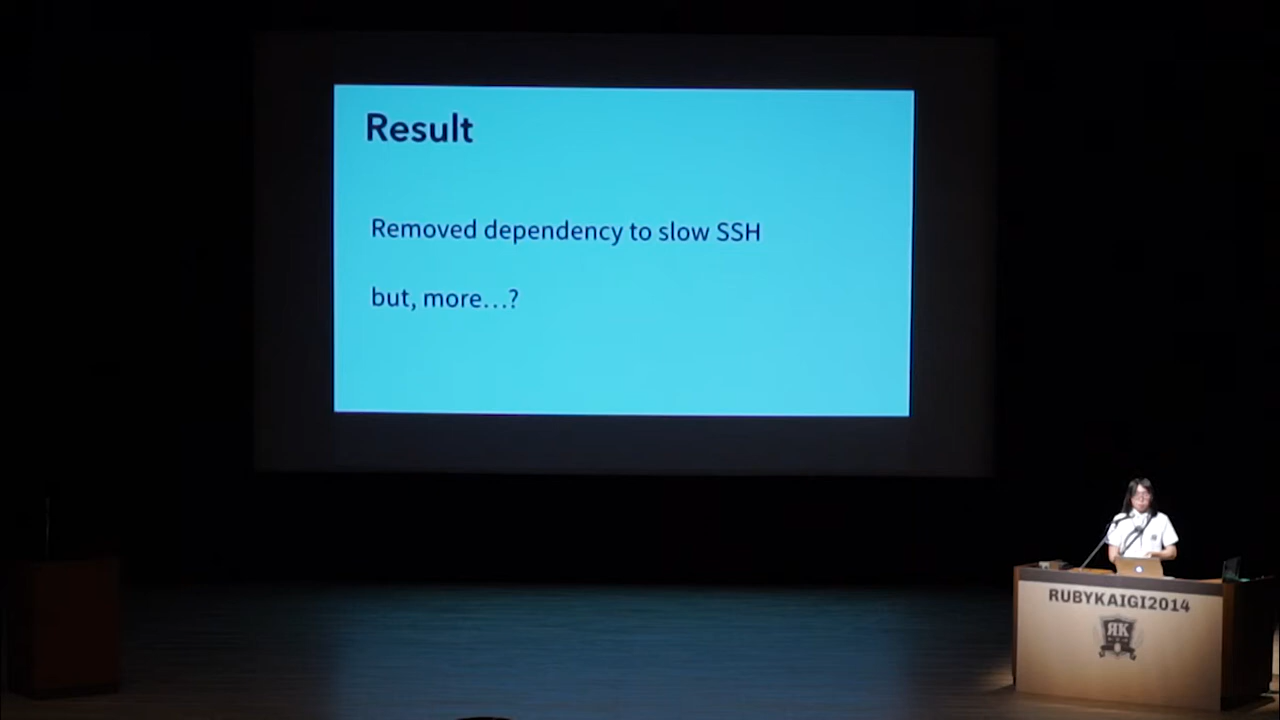 Result
Removed dependency to slow SSH
but, more…?
RUBYKAIGI2014
RK